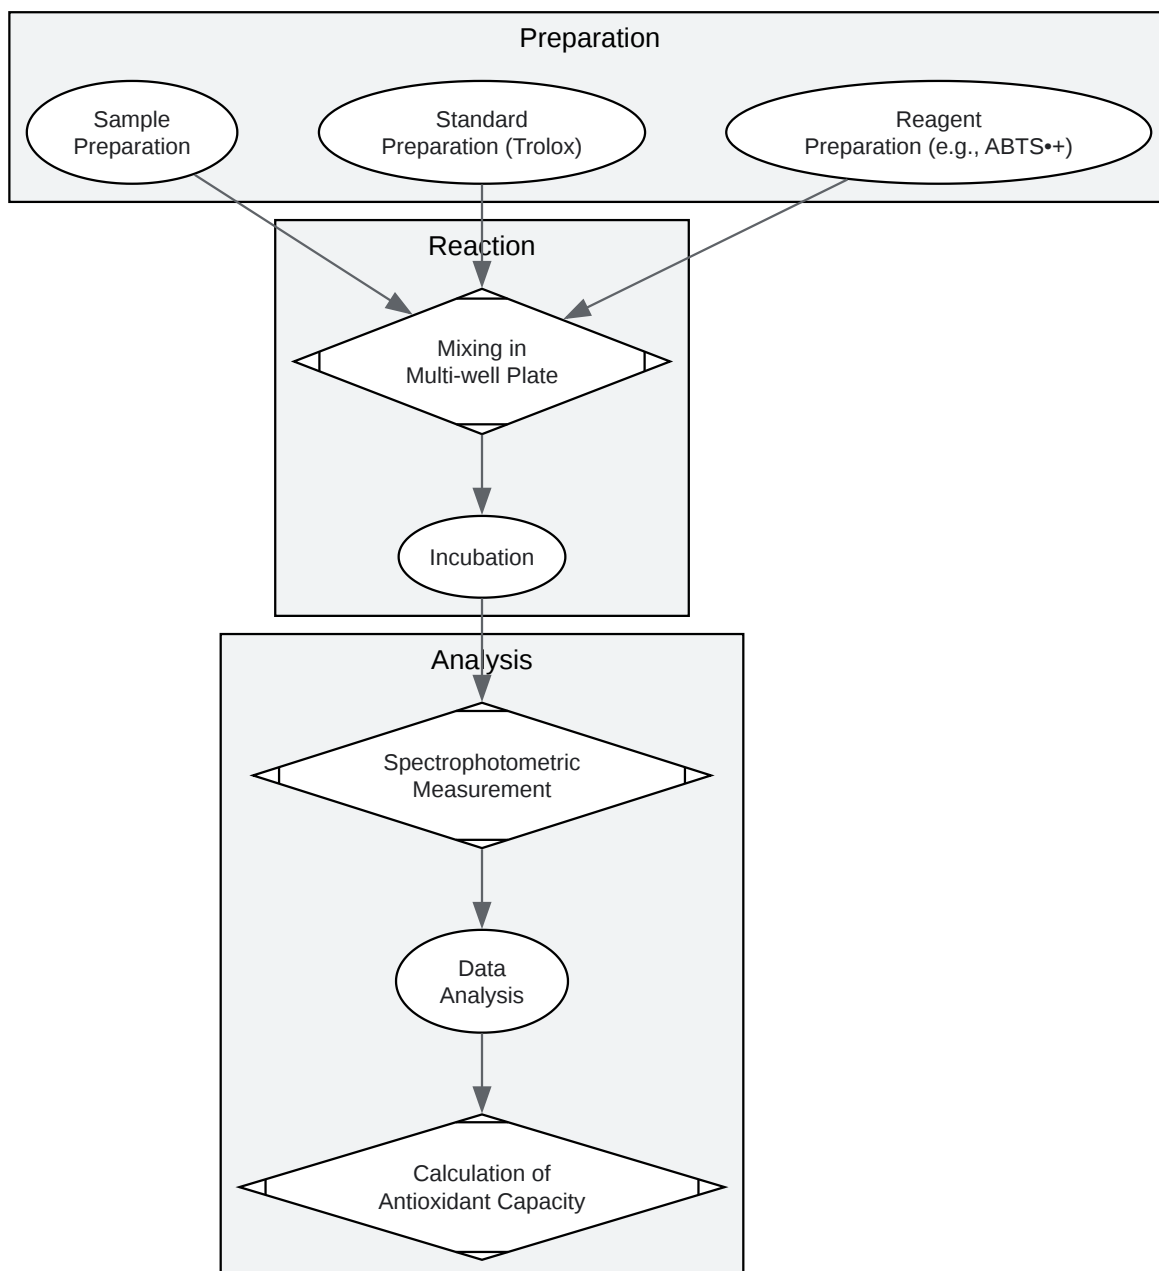 Preparation
Sample
Preparation
Standard
Preparation (Trolox)
Reagent
Preparation (e.g., ABTS•+)
Reaction
Mixing in
Multi-well Plate
Incubation
Analysis
Spectrophotometric
Measurement
Data
Analysis
Calculation of
Antioxidant Capacity